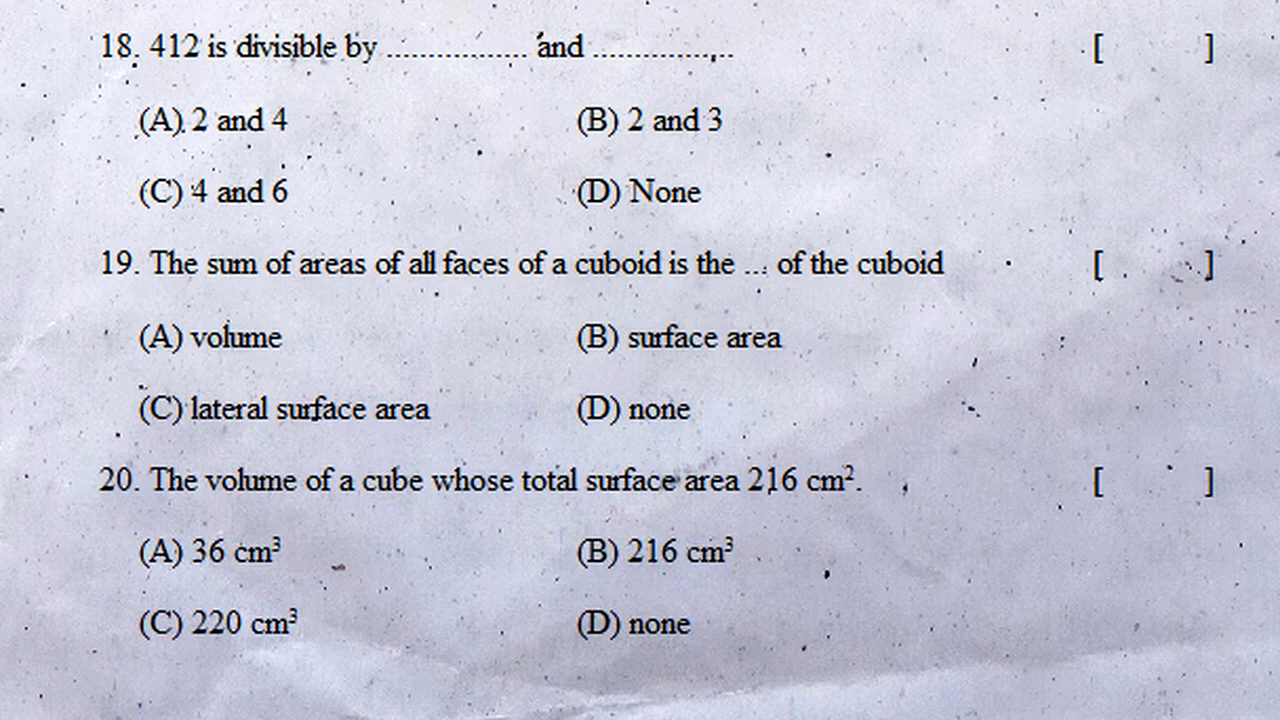 18. 412 is divisible by ................. and .................
[ ]
(A) 2 and 4 (B) 2 and 3
(C) 4 and 6 (D) None
19. The sum of areas of all faces of a cuboid is the ... of the cuboid [ ]
(A) volume (B) surface area
(C) lateral surface area (D) none
20. The volume of a cube whose total surface area 216 cm². [ ]
(A) 36 cm³ (B) 216 cm³
(C) 220 cm³ (D) none